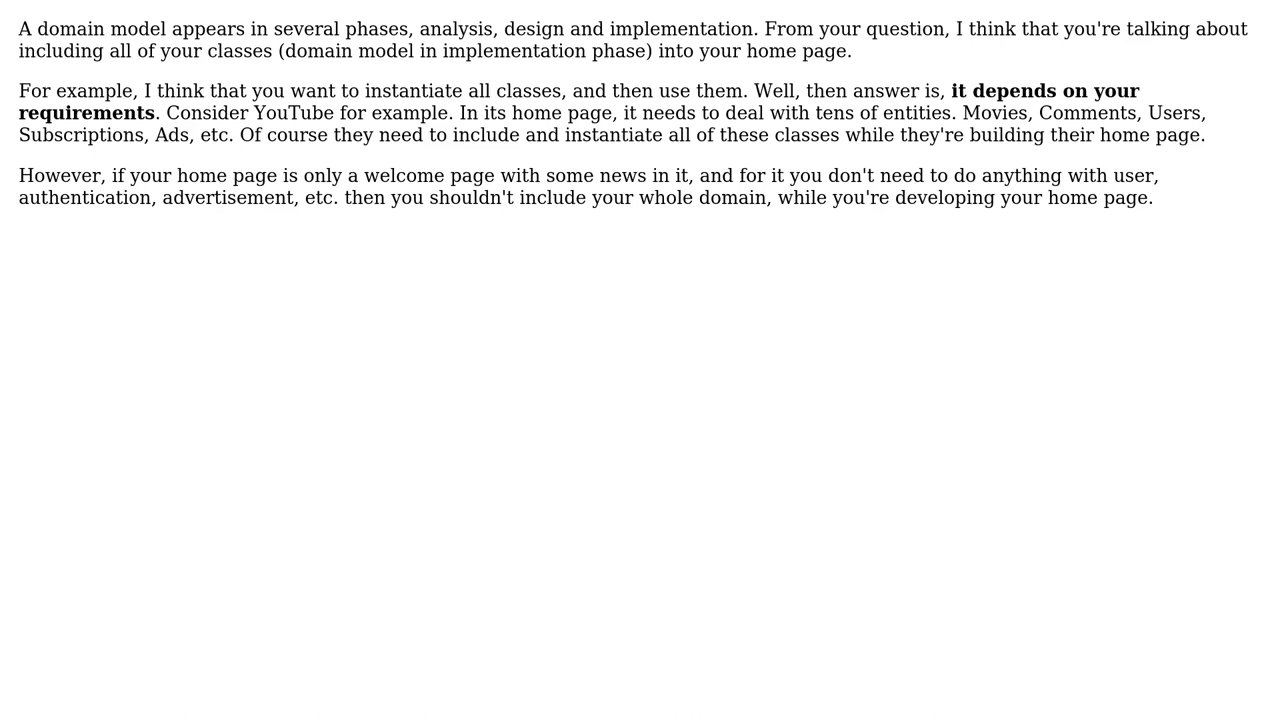 A domain model appears in several phases, analysis, design and implementation. From your question, I think that you're talking about
including all of your classes (domain model in implementation phase) into your home page.
For example, I think that you want to instantiate all classes, and then use them. Well, then answer is, it depends on your
requirements. Consider YouTube for example. In its home page, it needs to deal with tens of entities. Movies, Comments, Users,
Subscriptions, Ads, etc. Of course they need to include and instantiate all of these classes while they're building their home page.
However, if your home page is only a welcome page with some news in it, and for it you don't need to do anything with user,
authentication, advertisement, etc. then you shouldn't include your whole domain, while you're developing your home page.